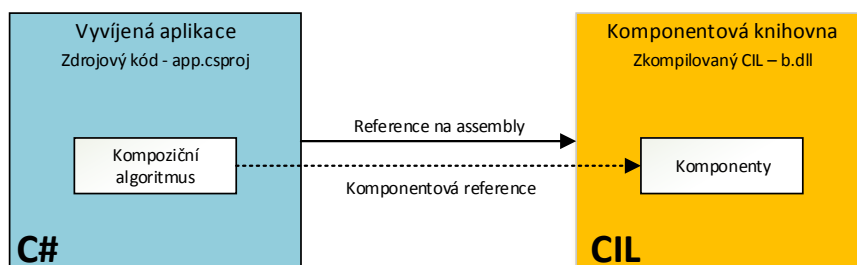 Vyvíjená aplikace
Zdrojový kód - app.csproj
Kompoziční
algoritmus
C#
Reference na assembly
Komponentová reference
Komponentová knihovna
Zkompilovaný CIL – b.dll
Komponenty
CIL